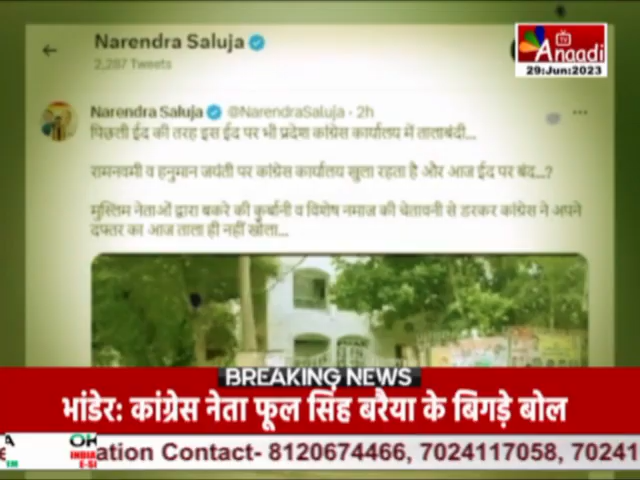 Narendra Saluja
2,287 Tweets
TV
Anaadi
29:Jun:2023
Narendra Saluja @NarendraSaluja · 2h
पिछली ईद की तरह इस ईद पर भी प्रदेश कांग्रेस कार्यालय में तालाबंदी...
रामनवमी व हनुमान जयंती पर कांग्रेस कार्यालय खुला रहता है और आज ईद पर बंद..?
मुस्लिम नेताओं द्वारा बकरे की कुर्बानी व विशेष नमाज की चेतावनी से डरकर कांग्रेस ने अपने
दफ्तर का आज ताला ही नहीं खोला...
BREAKING NEWS
भांडेर: कांग्रेस नेता फूल सिंह बरैया के बिगड़े बोल
ation Contact- 8120674466, 7024117058, 70241